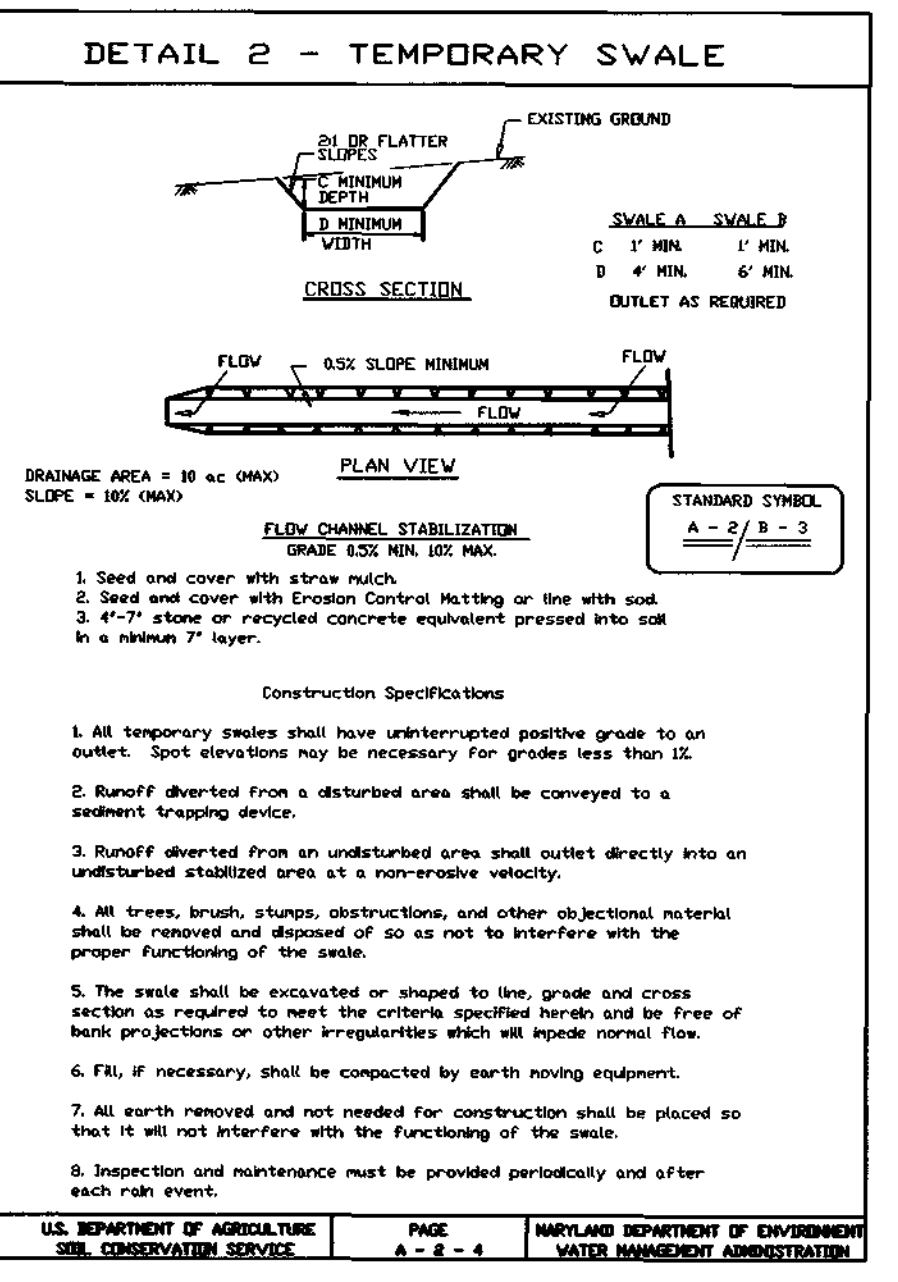 DETAIL 2 - TEMPORARY SWALE
EXISTING GROUND
2:1 OR FLATTER
SLOPES
C MINIMUM
DEPTH
D MINIMUM
WIDTH
CROSS SECTION
SWALE A SWALE B
C 1' MIN. 1' MIN.
D 4' MIN. 6' MIN.
OUTLET AS REQUIRED
FLOW
0.5% SLOPE MINIMUM
FLOW
FLOW
PLAN VIEW
DRAINAGE AREA = 10 ac (MAX)
SLOPE = 10% (MAX)
STANDARD SYMBOL
A - 2/ B - 3
FLOW CHANNEL STABILIZATION
GRADE 0.5% MIN, 10% MAX.
1. Seed and cover with straw mulch.
2. Seed and cover with Erosion Control Matting or line with sod.
3. 4"-7" stone or recycled concrete equivalent pressed into soil
in a minimun 7" layer.
Construction Specifications
1. All temporary swales shall have uninterrupted positive grade to an
outlet. Spot elevations may be necessary for grades less than 1%.
2. Runoff diverted from a disturbed area shall be conveyed to a
sediment trapping device.
3. Runoff diverted from an undisturbed area shall outlet directly into an
undisturbed stabilized area at a non-erosive velocity.
4. All trees, brush, stumps, obstructions, and other objectional material
shall be removed and disposed of so as not to interfere with the
proper functioning of the swale.
5. The swale shall be excavated or shaped to line, grade and cross
section as required to meet the criteria specified herein and be free of
bank projections or other irregularities which will impede normal flow.
6. Fill, if necessary, shall be compacted by earth moving equipment.
7. All earth removed and not needed for construction shall be placed so
that it will not interfere with the functioning of the swale.
8. Inspection and maintenance must be provided periodically and after
each rain event.
U.S. DEPARTMENT OF AGRICULTURE
SOIL CONSERVATION SERVICE
PAGE
A - 2 - 4
MARYLAND DEPARTMENT OF ENVIRONMENT
WATER MANAGEMENT ADMINISTRATION